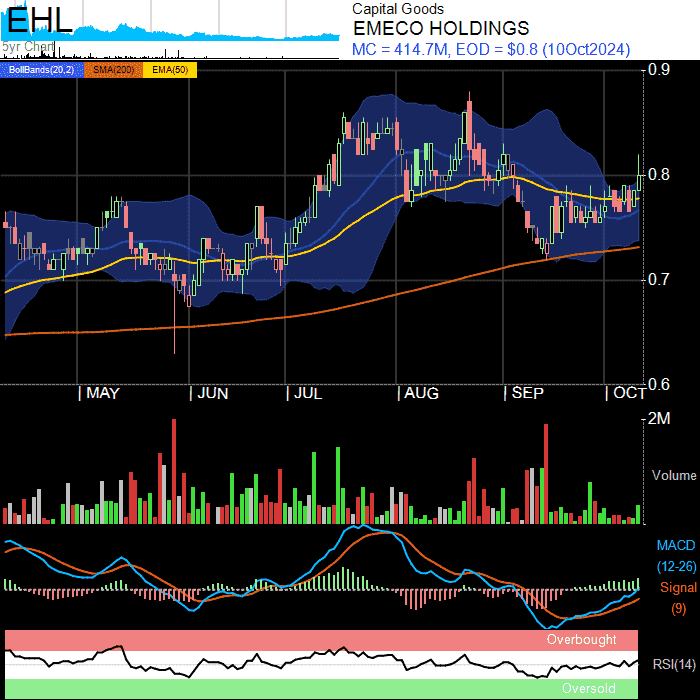 EHL
5yr Chart
Capital Goods
EMECO HOLDINGS
MC = 414.7M, EOD = $0.8 (10Oct2024)
BollBands(20,2) SMA(200) EMA(50)
0.9
0.8
0.7
0.6
| MAY | JUN | JUL | AUG | SEP | OCT
2M
Volume
MACD
(12-26)
Signal
(9)
Overbought
RSI(14)
Oversold